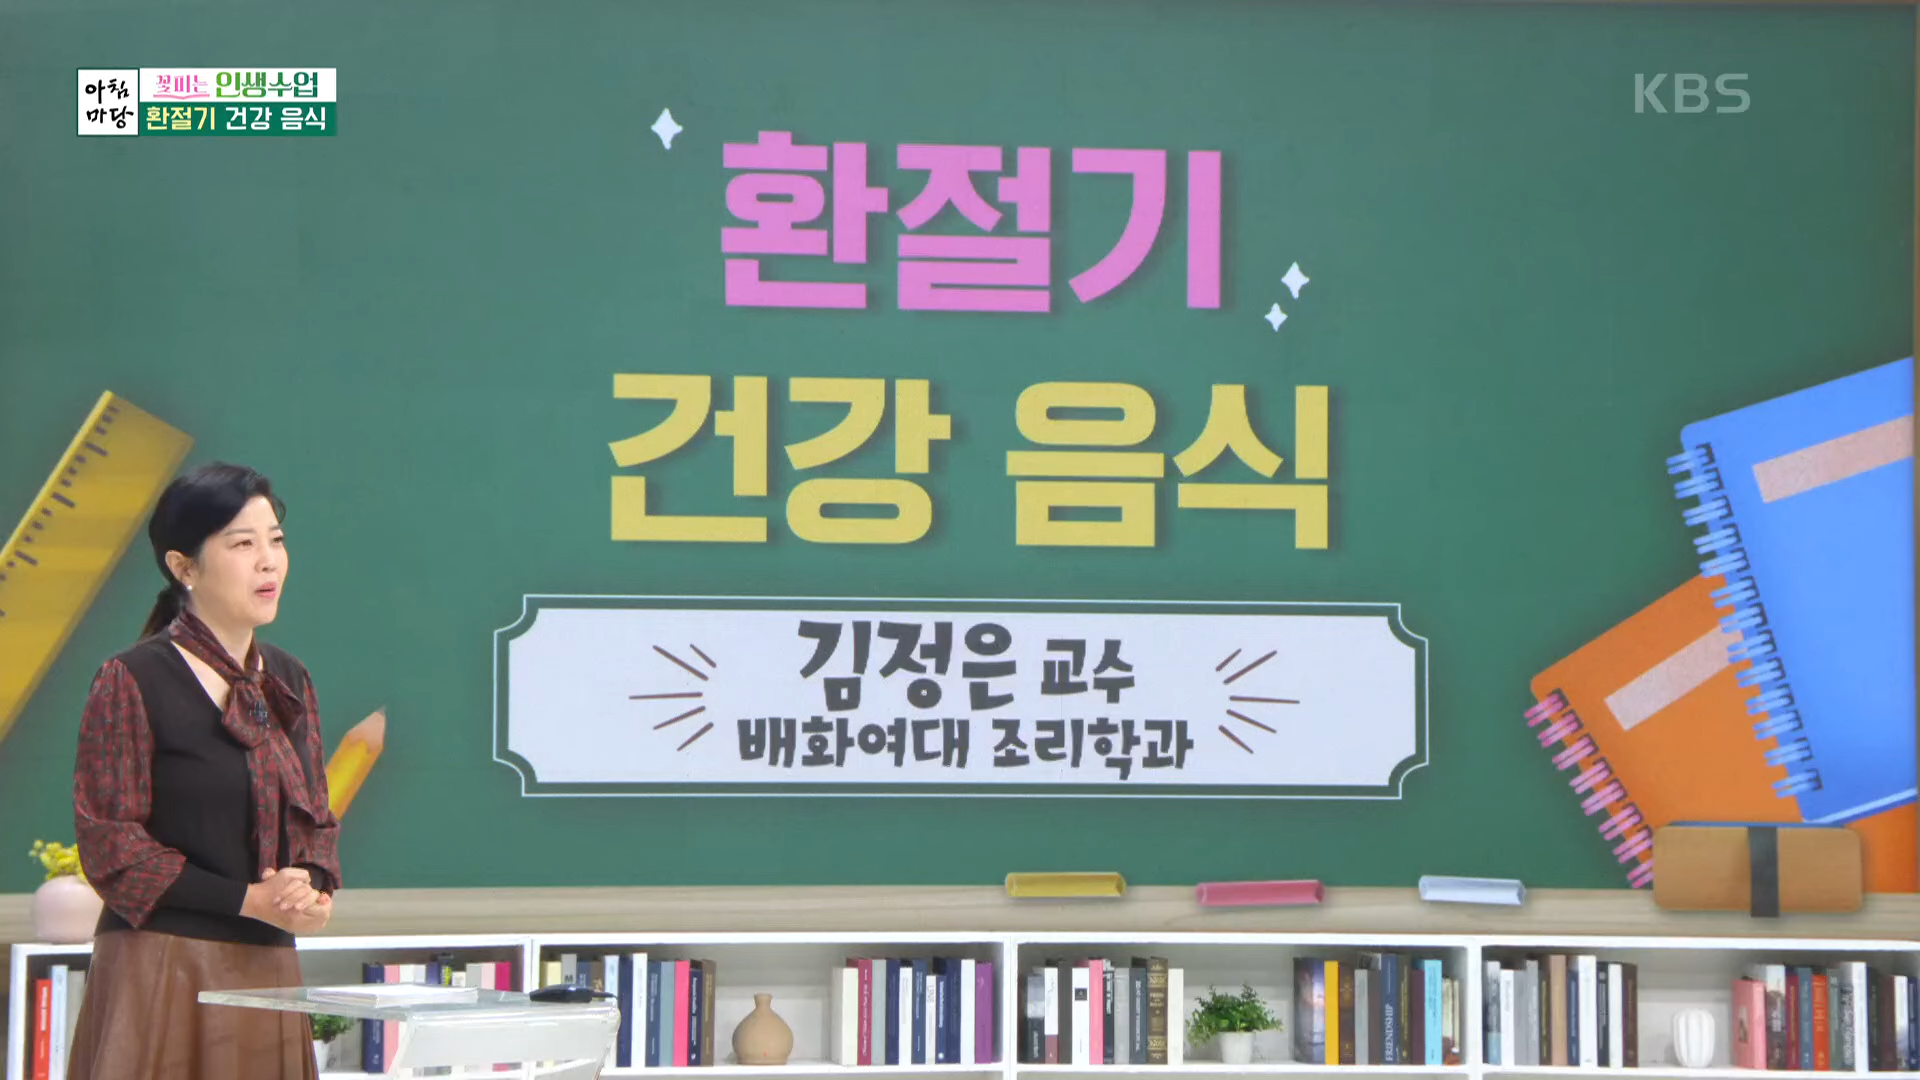 아침
마당
꽃피는 인생수업
환절기 건강 음식
KBS
환절기
건강 음식
김정은 교수
배화여대 조리학과
FRIENDSHIP